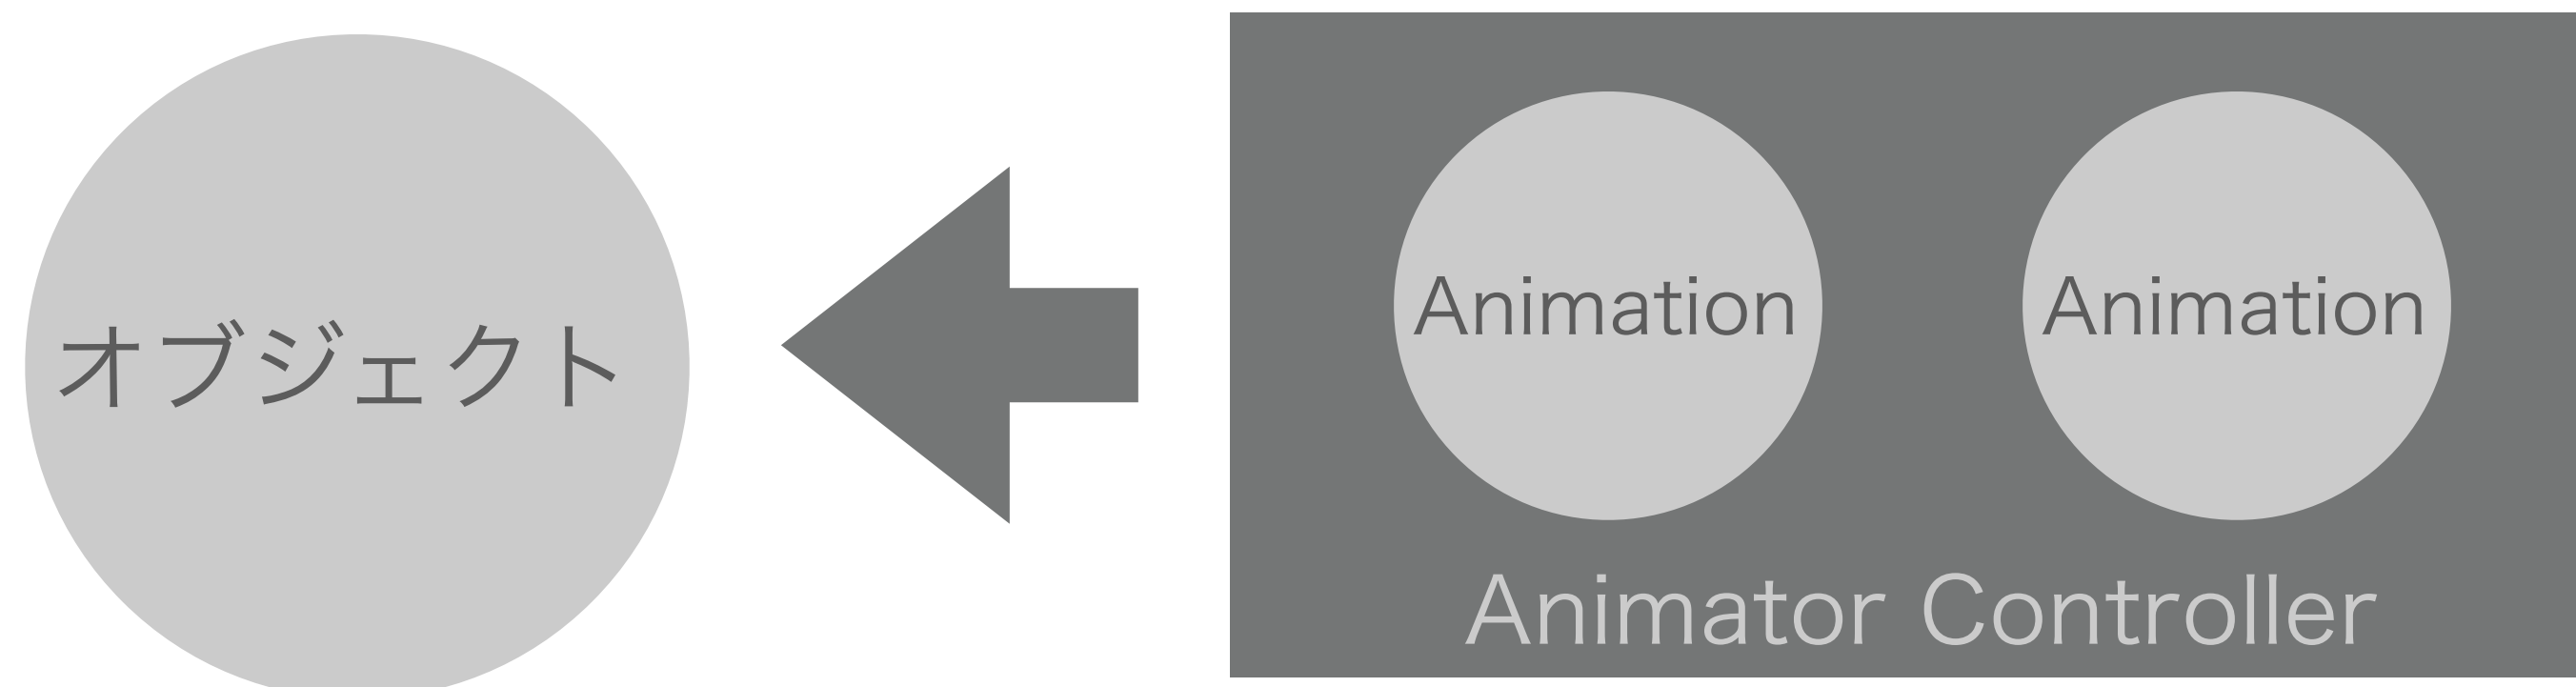 オブジェクト
Animation
Animation
Animator Controller